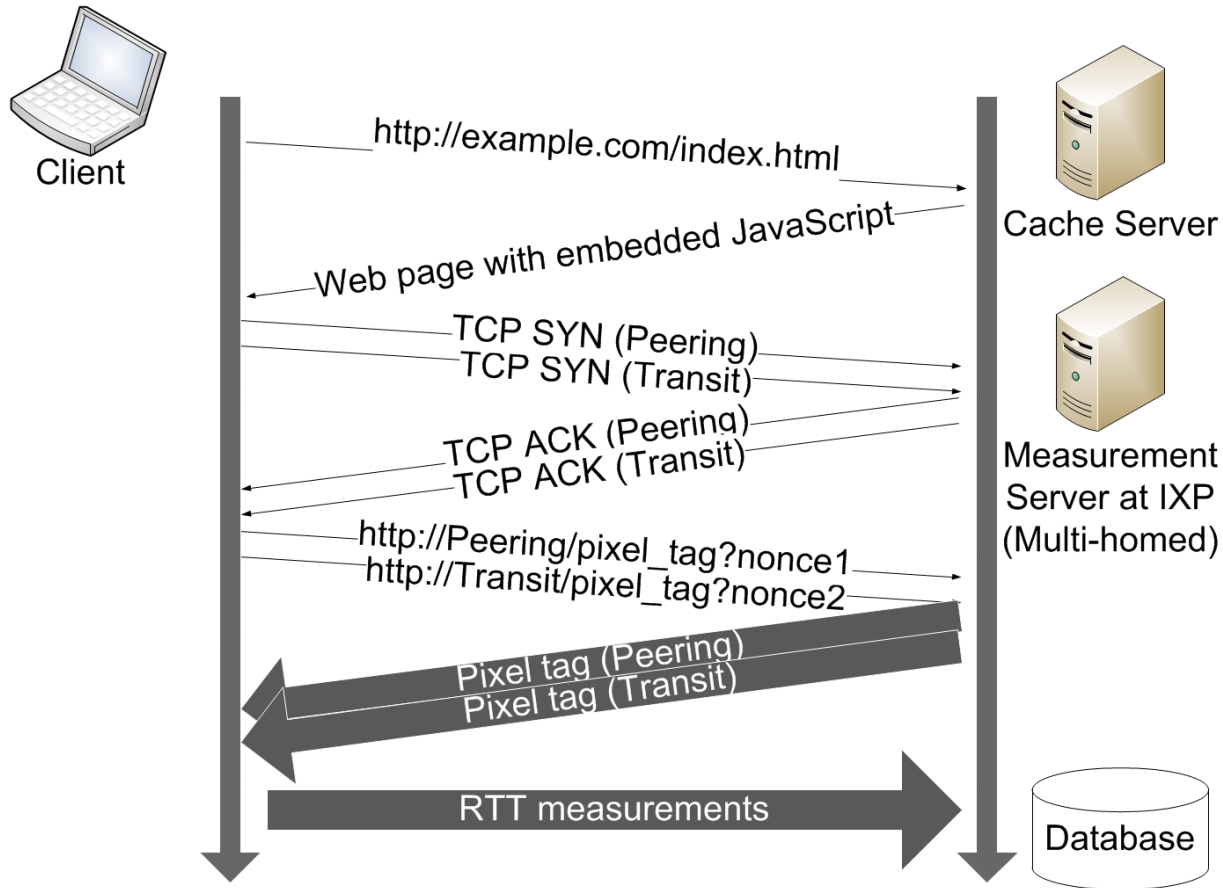 Client
http://example.com/index.html
Cache Server
Web page with embedded JavaScript
TCP SYN (Peering)
TCP SYN (Transit)
TCP ACK (Peering)
TCP ACK (Transit)
Measurement
Server at IXP
(Multi-homed)
http://Peering/pixel_tag?nonce1
http://Transit/pixel_tag?nonce2
Pixel tag (Peering)
Pixel tag (Transit)
RTT measurements
Database